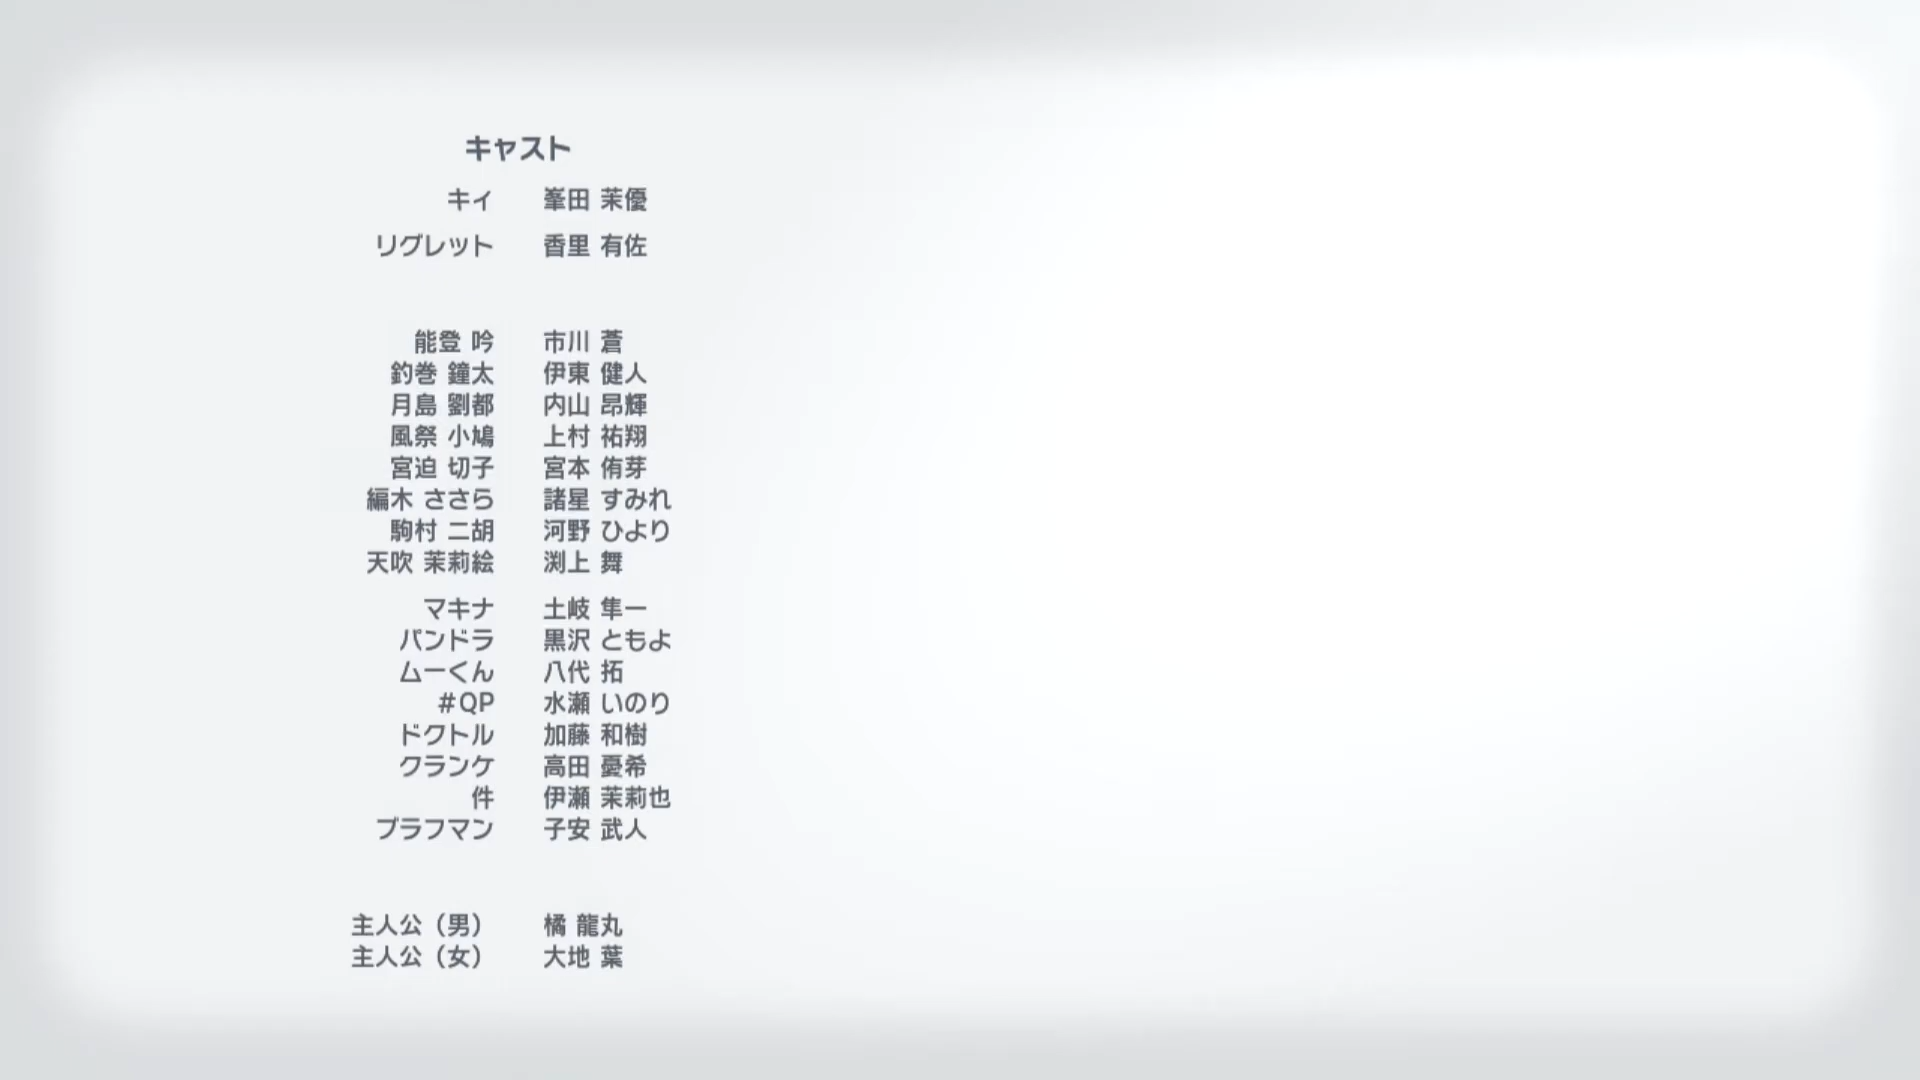 キャスト
キィ 峯田 茉優
リグレット 香里 有佐
能登 吟 市川 蒼
釣巻 鐘太 伊東 健人
月島 劉都 内山 昂輝
風祭 小鳩 上村 祐翔
宮迫 切子 宮本 侑芽
編木 ささら 諸星 すみれ
駒村 二胡 河野 ひより
天吹 茉莉絵 渕上 舞
マキナ 土岐 隼一
パンドラ 黒沢 ともよ
ムーくん 八代 拓
#QP 水瀬 いのり
ドクトル 加藤 和樹
クランケ 高田 憂希
件 伊瀬 茉莉也
ブラフマン 子安 武人
主人公（男） 橘 龍丸
主人公（女） 大地 葉